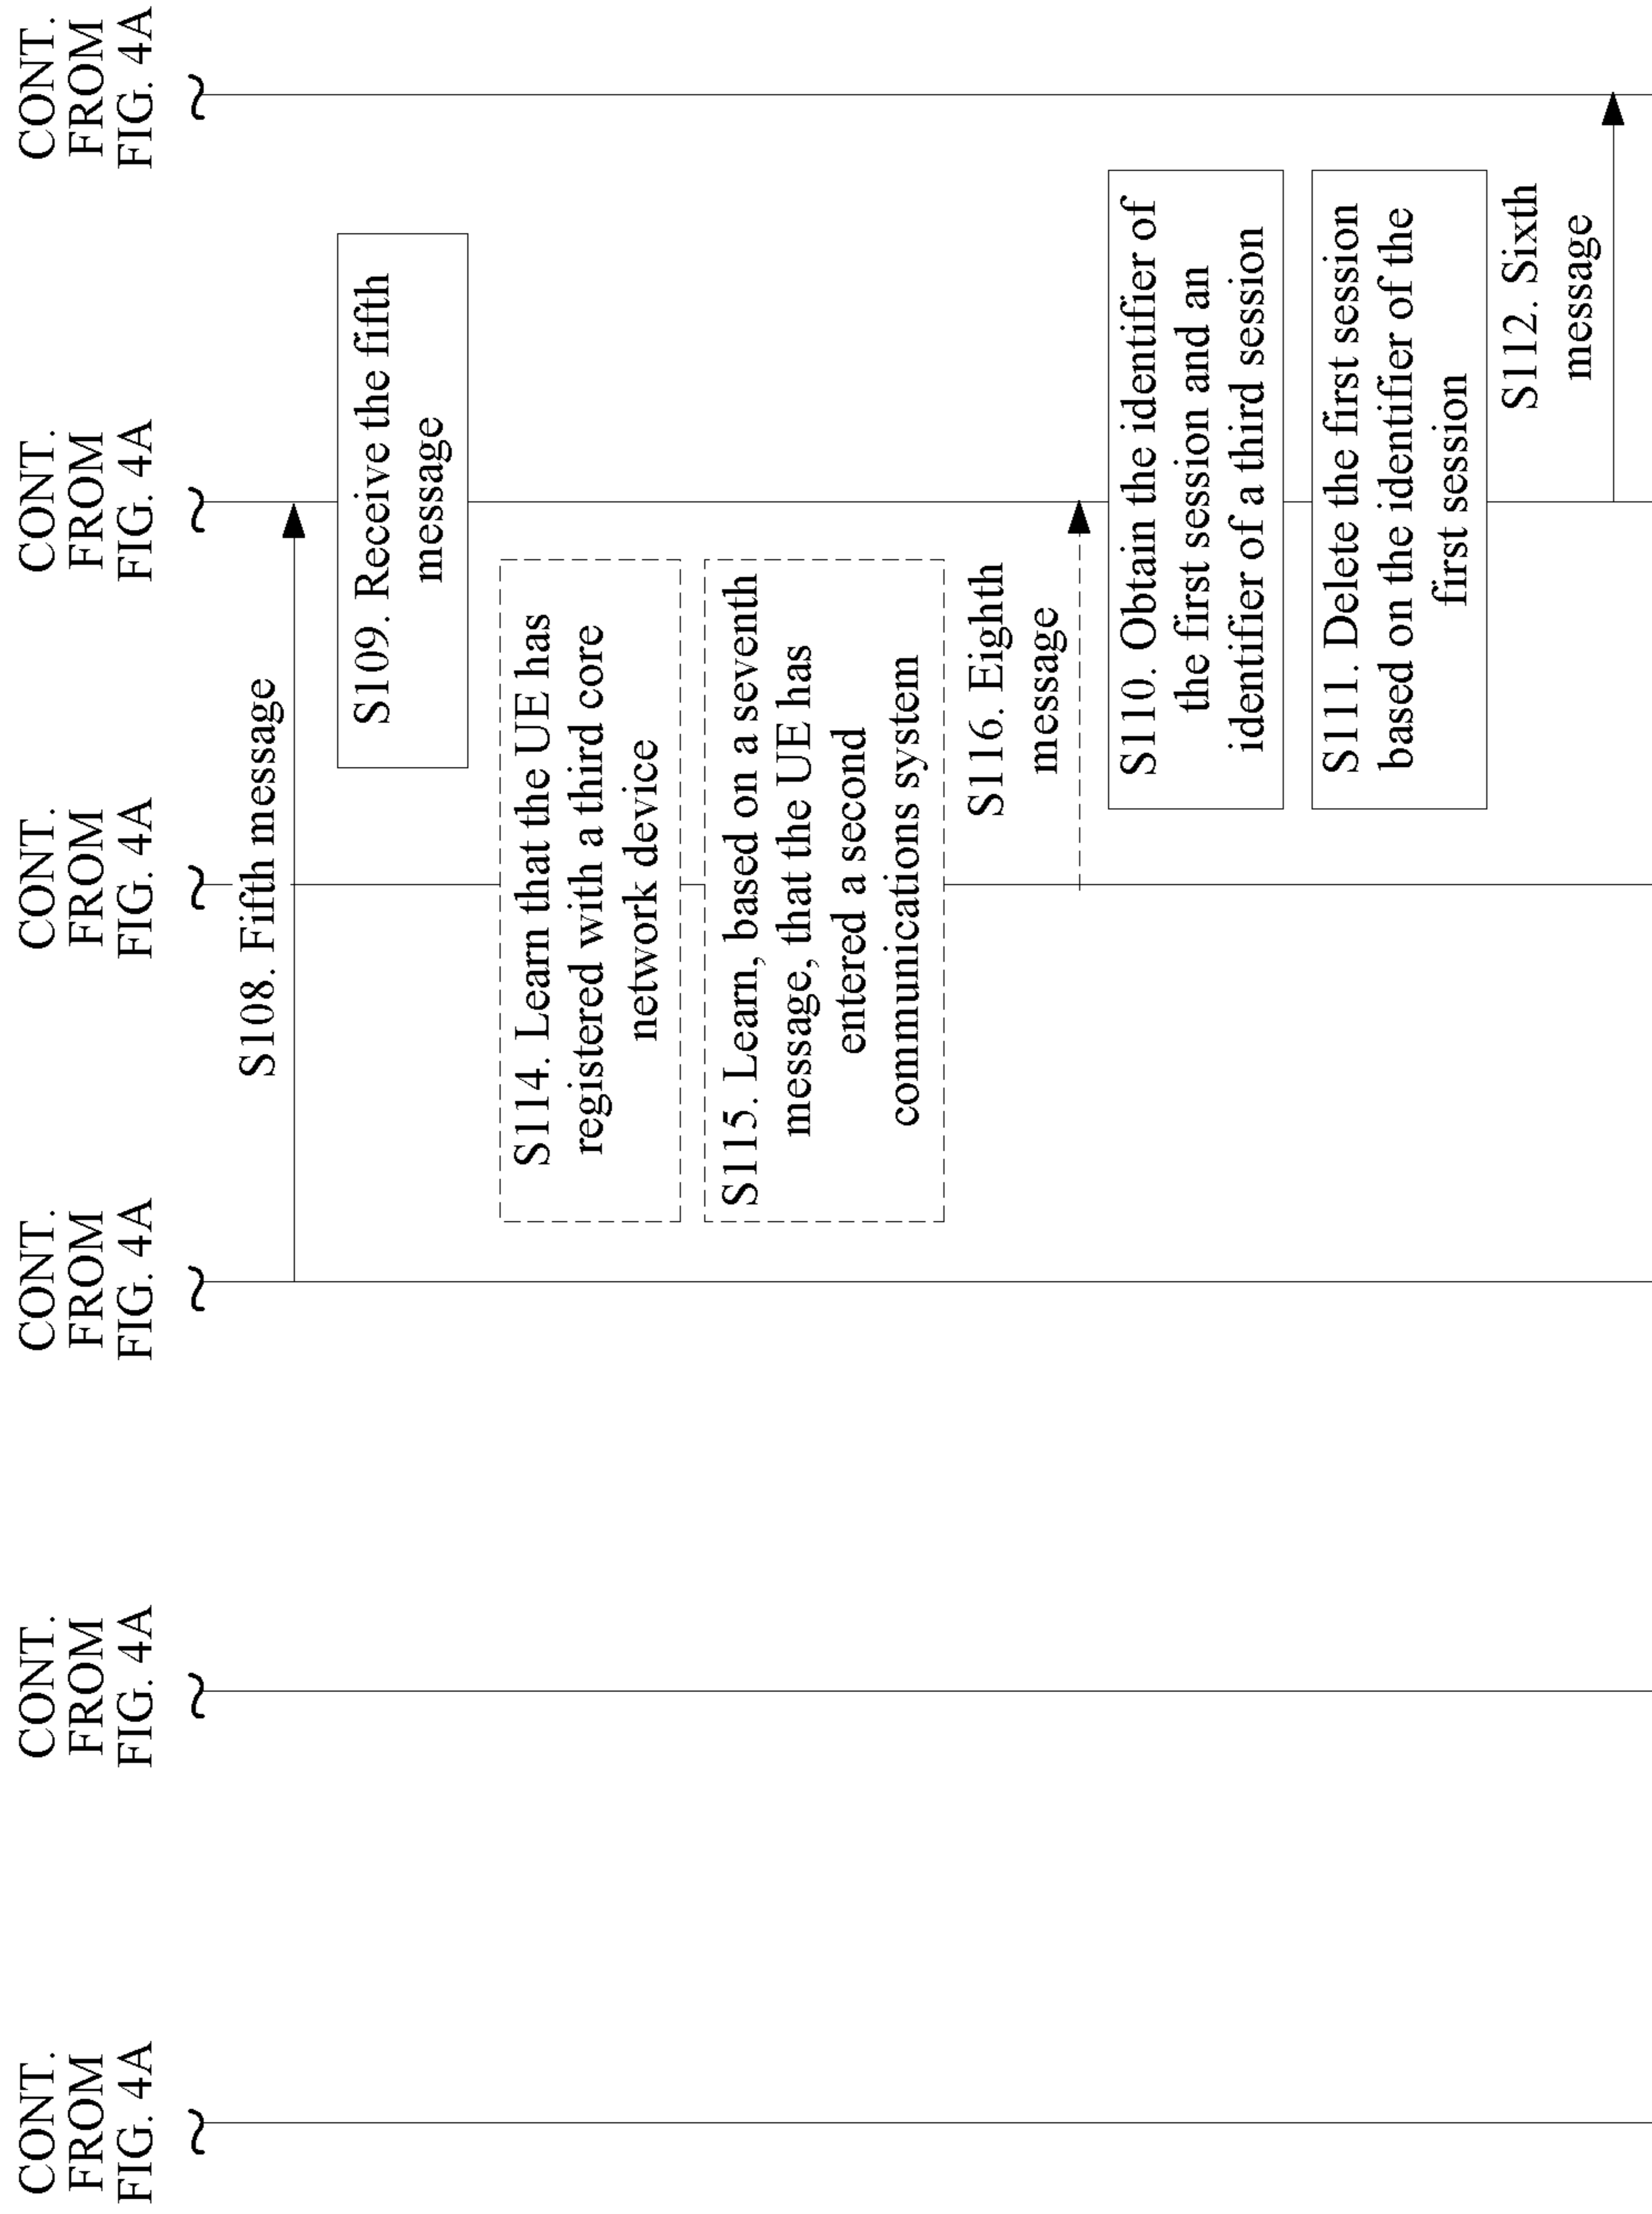 CONT.
FROM
FIG. 4A
CONT.
FROM
FIG. 4A
CONT.
FROM
FIG. 4A
CONT.
FROM
FIG. 4A
CONT.
FROM
FIG. 4A
CONT.
FROM
FIG. 4A
S108. Fifth message
S109. Receive the fifth
message
S114. Learn that the UE has
registered with a third core
network device
S115. Learn, based on a seventh
message, that the UE has
entered a second
communications system
S116. Eighth
message
S110. Obtain the identifier of
the first session and an
identifier of a third session
S111. Delete the first session
based on the identifier of the
first session
S112. Sixth
message